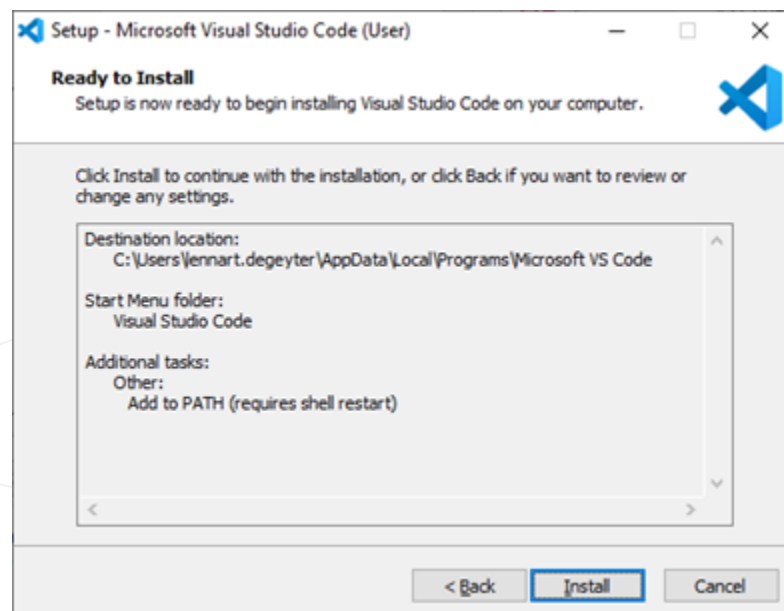 Setup - Microsoft Visual Studio Code (User)
Ready to Install
Setup is now ready to begin installing Visual Studio Code on your computer.
Click Install to continue with the installation, or click Back if you want to review or
change any settings.
Destination location:
C:\Users\lennart.degeyter\AppData\Local\Programs\Microsoft VS Code
Start Menu folder:
Visual Studio Code
Additional tasks:
Other:
Add to PATH (requires shell restart)
< Back
Install
Cancel